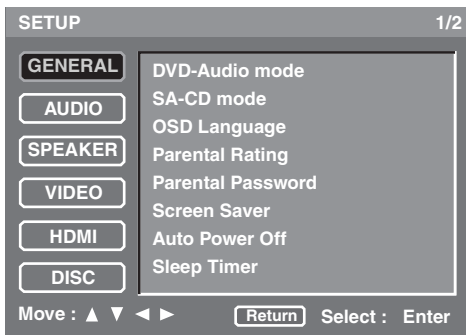 SETUP 1/2
GENERAL
AUDIO
SPEAKER
VIDEO
HDMI
DISC
DVD-Audio mode
SA-CD mode
OSD Language
Parental Rating
Parental Password
Screen Saver
Auto Power Off
Sleep Timer
Move : ▲ ▼ ◄ ► Return Select : Enter